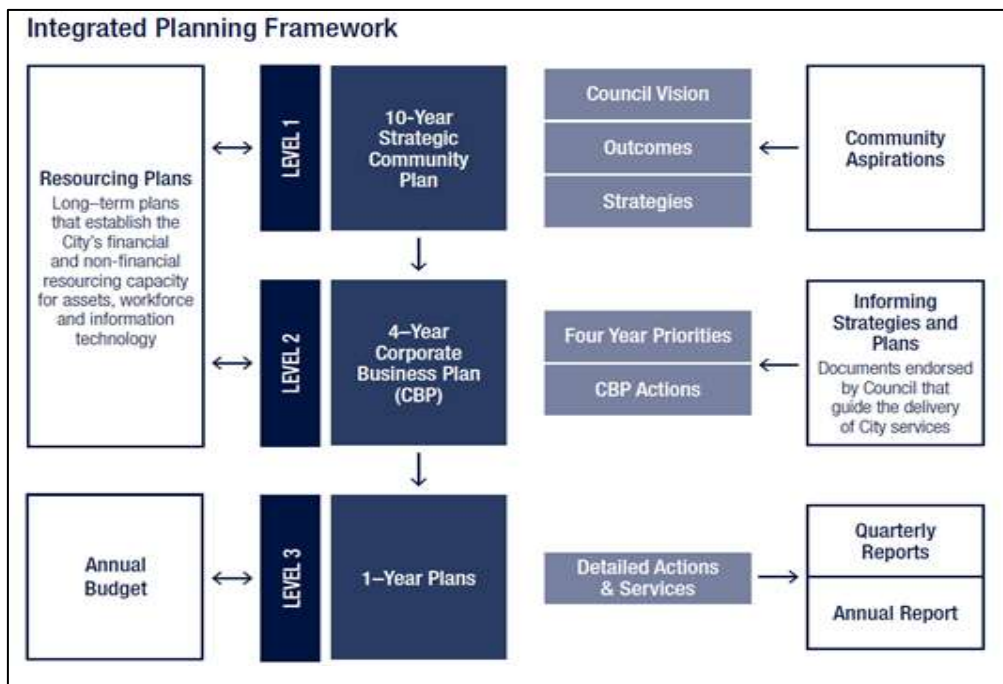 Integrated Planning Framework
Resourcing Plans
Long–term plans
that establish the
City's financial
and non-financial
resourcing capacity
for assets, workforce
and information
technology
LEVEL 1
10-Year
Strategic
Community
Plan
Council Vision
Outcomes
Strategies
Community
Aspirations
LEVEL 2
4–Year
Corporate
Business Plan
(CBP)
Four Year Priorities
CBP Actions
Informing
Strategies and
Plans
Documents endorsed
by Council that
guide the delivery
of City services
Annual
Budget
LEVEL 3
1–Year Plans
Detailed Actions
& Services
Quarterly
Reports
Annual Report